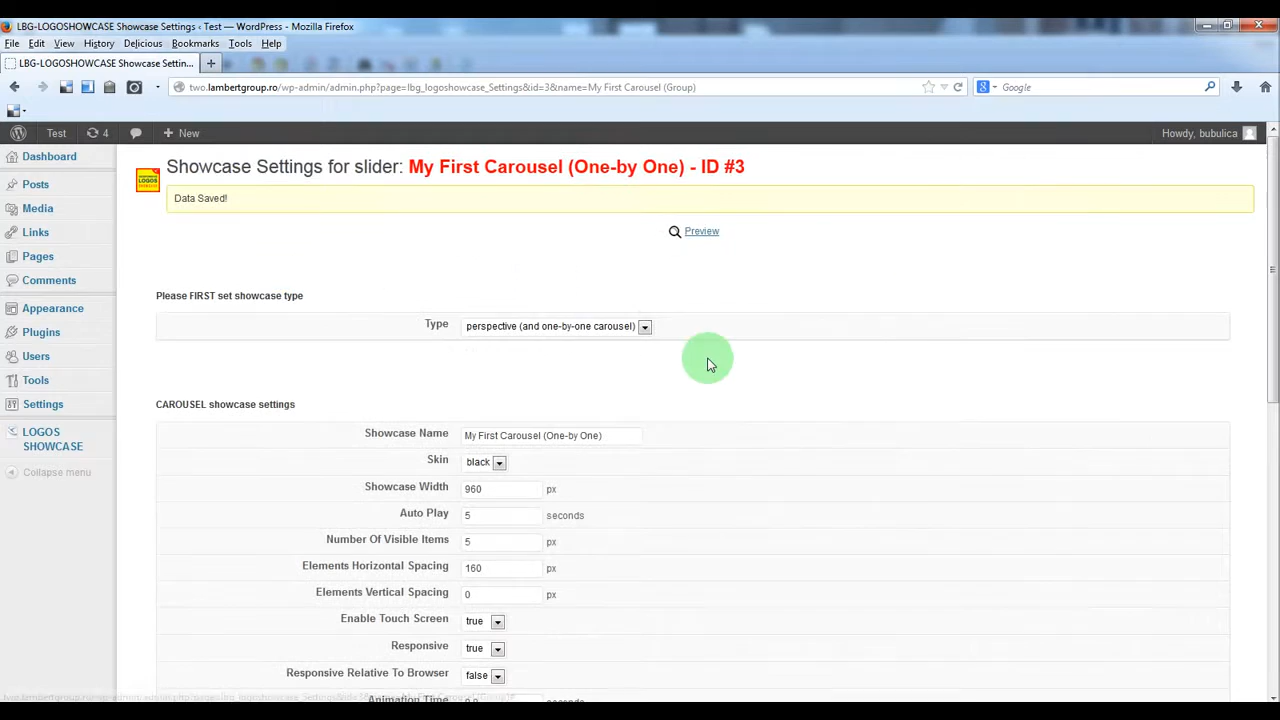 LBG-LOGOSHOWCASE Showcase Settings ‹ Test — WordPress - Mozilla Firefox
File Edit View History Delicious Bookmarks Tools Help
LBG-LOGOSHOWCASE Showcase Settin...
two.lambertgroup.ro/wp-admin/admin.php?page=lbg_logoshowcase_Settings&id=3&name=My First Carousel (Group)
Google
Test 4 New Howdy, bubulica
Dashboard
Posts
Media
Links
Pages
Comments
Appearance
Plugins
Users
Tools
Settings
LOGOS
SHOWCASE
Collapse menu
Showcase Settings for slider: My First Carousel (One-by One) - ID #3
Data Saved!
Preview
Please FIRST set showcase type
Type perspective (and one-by-one carousel)
CAROUSEL showcase settings
Showcase Name My First Carousel (One-by One)
Skin black
Showcase Width 960 px
Auto Play 5 seconds
Number Of Visible Items 5 px
Elements Horizontal Spacing 160 px
Elements Vertical Spacing 0 px
Enable Touch Screen true
Responsive true
Responsive Relative To Browser false
Animation Time seconds